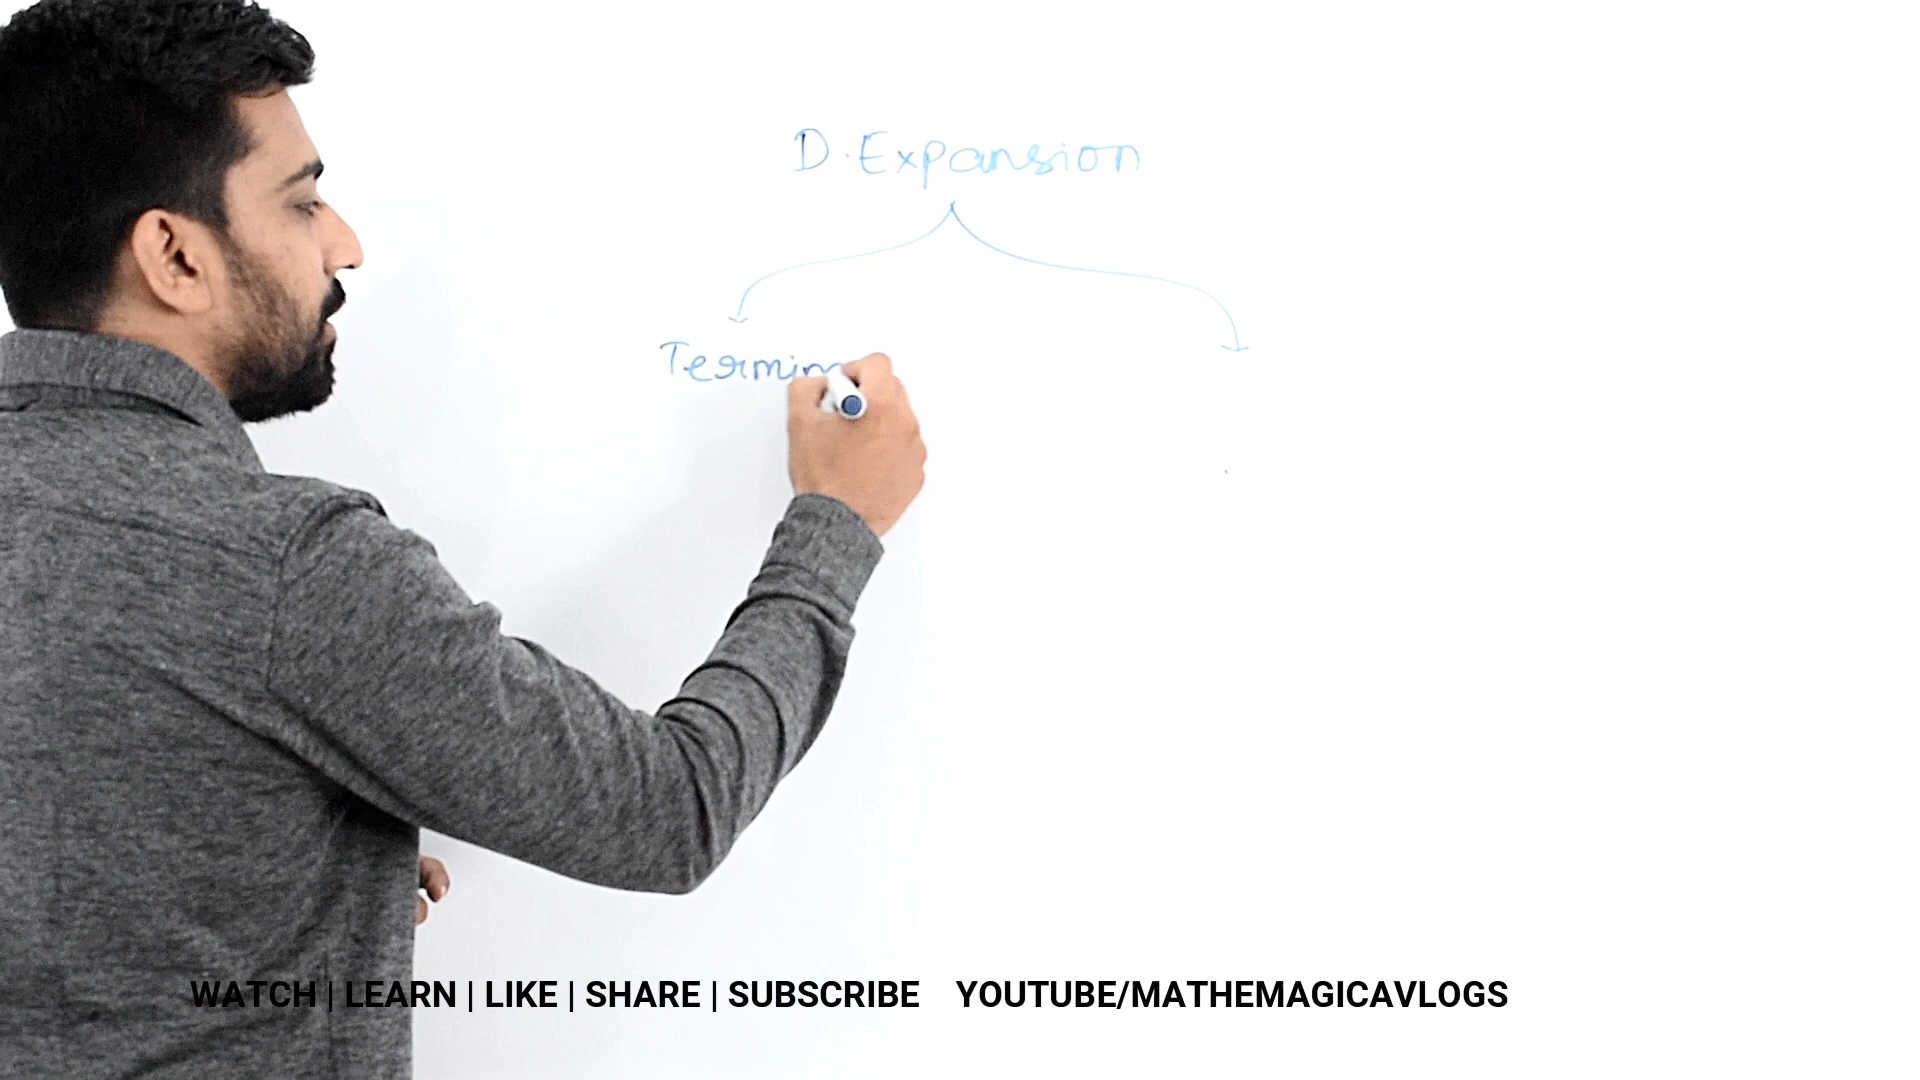 D.Expansion
Termin
WATCH | LEARN | LIKE | SHARE | SUBSCRIBE YOUTUBE/MATHEMAGICAVLOGS